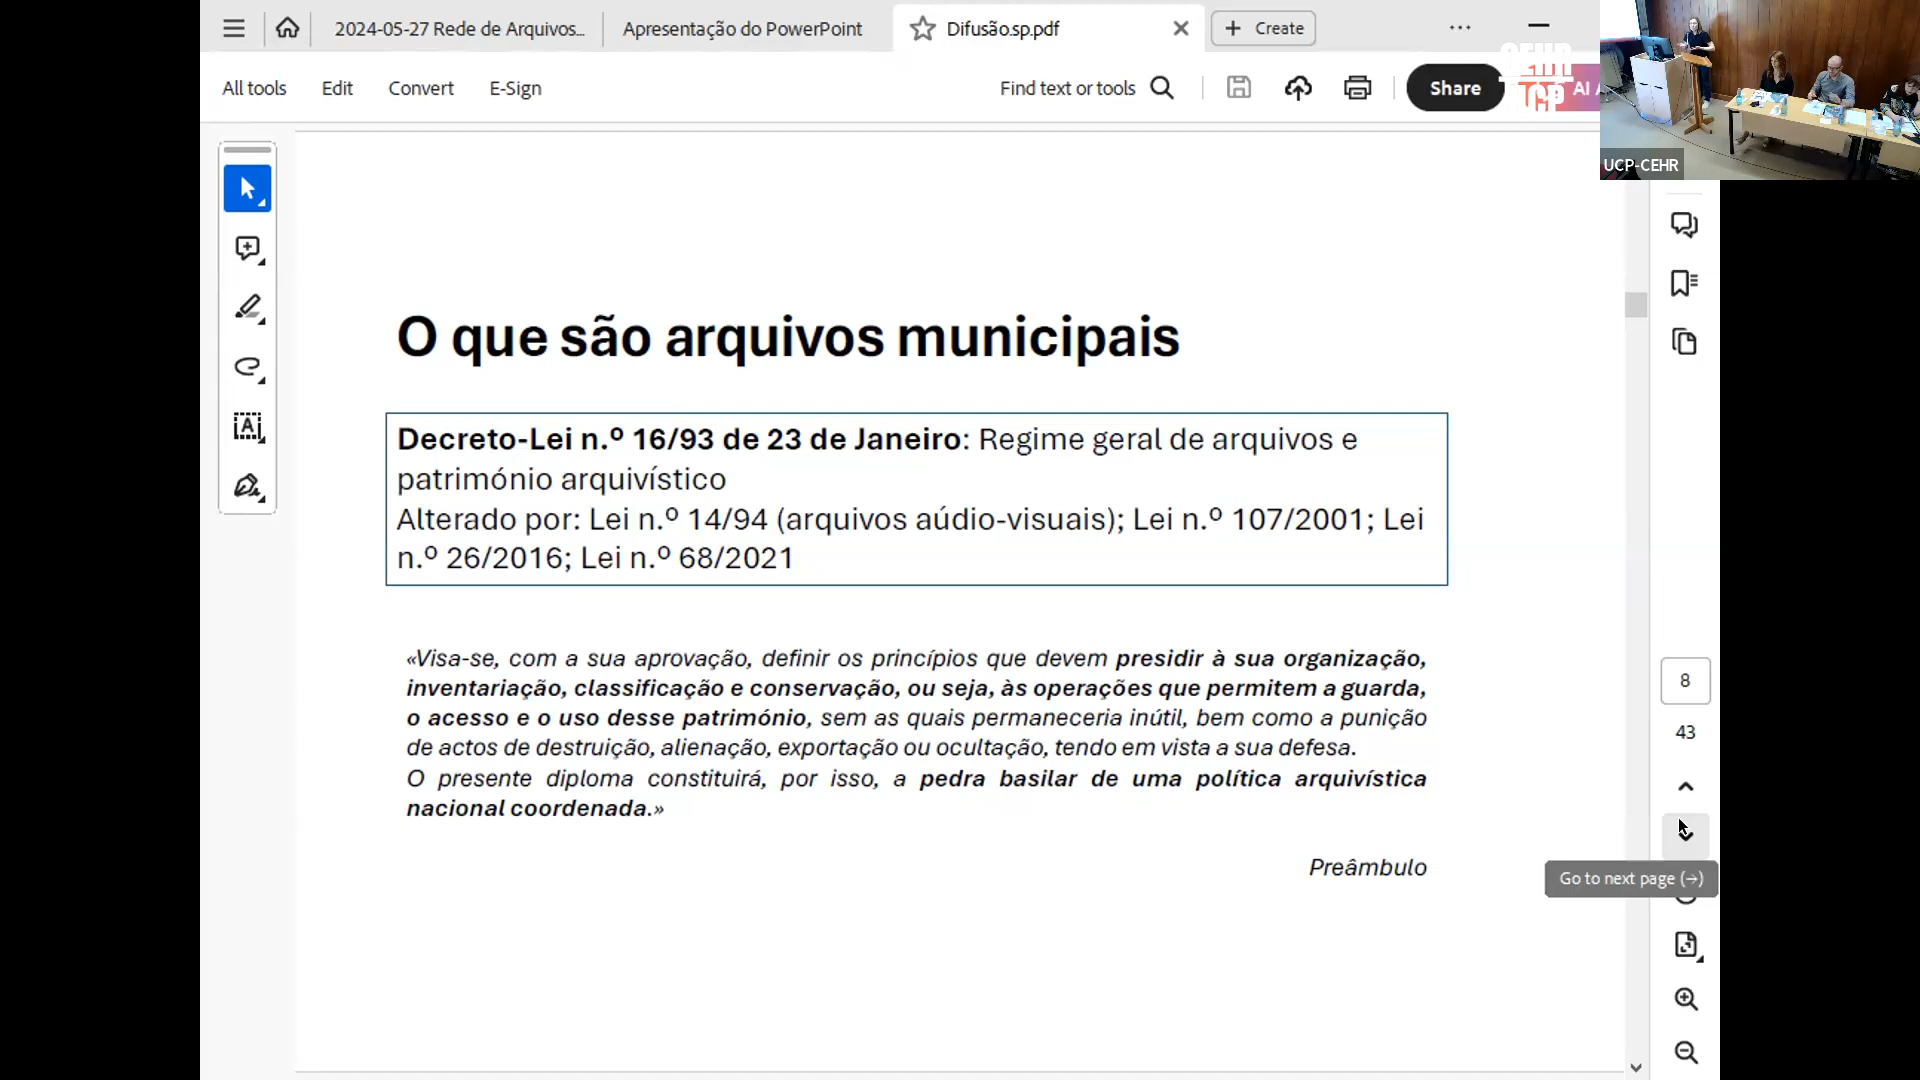 2024-05-27 Rede de Arquivos...
Apresentação do PowerPoint
Difusão.sp.pdf
Create
All tools
Edit
Convert
E-Sign
Find text or tools
Share
AI
CEHR
UCP
UCP-CEHR
O que são arquivos municipais
Decreto-Lei n.º 16/93 de 23 de Janeiro: Regime geral de arquivos e
património arquivístico
Alterado por: Lei n.º 14/94 (arquivos aúdio-visuais); Lei n.º 107/2001; Lei
n.º 26/2016; Lei n.º 68/2021
«Visa-se, com a sua aprovação, definir os princípios que devem presidir à sua organização,
inventariação, classificação e conservação, ou seja, às operações que permitem a guarda,
o acesso e o uso desse património, sem as quais permaneceria inútil, bem como a punição
de actos de destruição, alienação, exportação ou ocultação, tendo em vista a sua defesa.
O presente diploma constituirá, por isso, a pedra basilar de uma política arquivística
nacional coordenada.»
Preâmbulo
8
43
Go to next page (→)